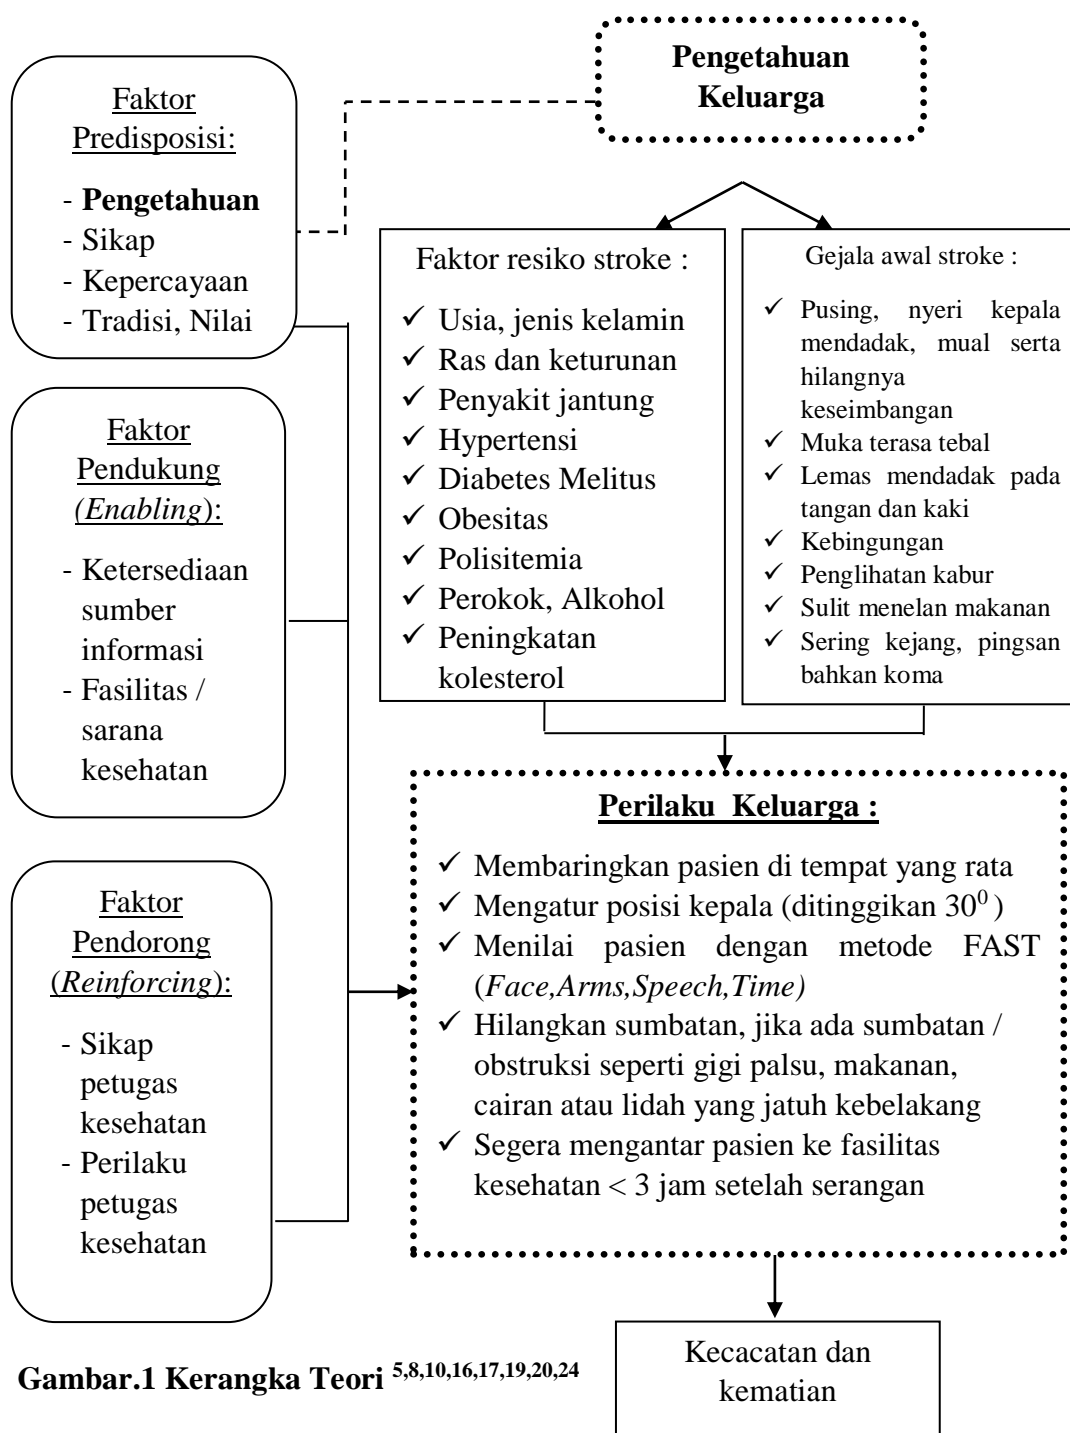 Pengetahuan
Keluarga
Faktor
Predisposisi:
- Pengetahuan
- Sikap
- Kepercayaan
- Tradisi, Nilai
Faktor
Pendukung
(Enabling):
- Ketersediaan
sumber
informasi
- Fasilitas /
sarana
kesehatan
Faktor
Pendorong
(Reinforcing):
- Sikap
petugas
kesehatan
- Perilaku
petugas
kesehatan
Faktor resiko stroke :
✓ Usia, jenis kelamin
✓ Ras dan keturunan
✓ Penyakit jantung
✓ Hypertensi
✓ Diabetes Melitus
✓ Obesitas
✓ Polisitemia
✓ Perokok, Alkohol
✓ Peningkatan
kolesterol
Gejala awal stroke :
✓ Pusing, nyeri kepala
mendadak, mual serta
hilangnya
keseimbangan
✓ Muka terasa tebal
✓ Lemas mendadak pada
tangan dan kaki
✓ Kebingungan
✓ Penglihatan kabur
✓ Sulit menelan makanan
✓ Sering kejang, pingsan
bahkan koma
Perilaku Keluarga :
✓ Membaringkan pasien di tempat yang rata
✓ Mengatur posisi kepala (ditinggikan 30⁰ )
✓ Menilai pasien dengan metode FAST
(Face,Arms,Speech,Time)
✓ Hilangkan sumbatan, jika ada sumbatan /
obstruksi seperti gigi palsu, makanan,
cairan atau lidah yang jatuh kebelakang
✓ Segera mengantar pasien ke fasilitas
kesehatan < 3 jam setelah serangan
Kecacatan dan
kematian
Gambar.1 Kerangka Teori 5,8,10,16,17,19,20,24